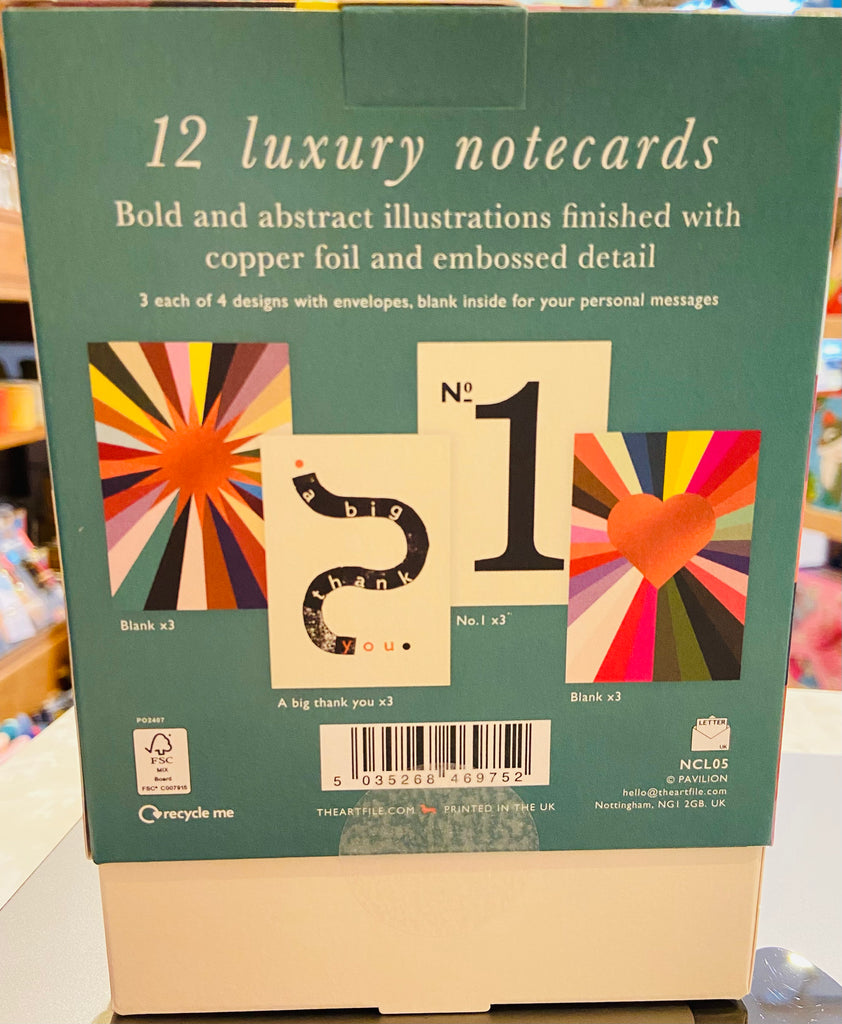 12 luxury notecards
Bold and abstract illustrations finished with
copper foil and embossed detail
3 each of 4 designs with envelopes, blank inside for your personal messages
Nº
1
a big
thank
you
Blank x3
No.1 x3
A big thank you x3
Blank x3
PO2407
FSC
MIX
Board
FSC® C007915
recycle me
5 035268 469752
THEARTFILE.COM PRINTED IN THE UK
LETTER
UK
NCL05
© PAVILION
hello@theartfile.com
Nottingham, NG1 2GB. UK